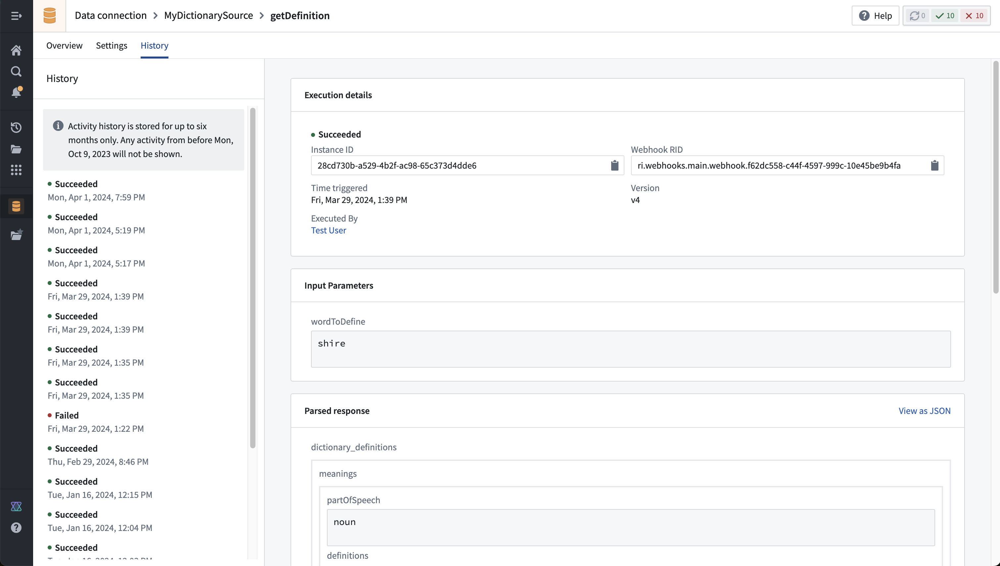 Data connection > MyDictionarySource > getDefinition
Help
0
10
10
Overview
Settings
History
History
Activity history is stored for up to six
months only. Any activity from before Mon,
Oct 9, 2023 will not be shown.
Succeeded
Mon, Apr 1, 2024, 7:59 PM
Succeeded
Mon, Apr 1, 2024, 5:19 PM
Succeeded
Mon, Apr 1, 2024, 5:17 PM
Succeeded
Fri, Mar 29, 2024, 1:39 PM
Succeeded
Fri, Mar 29, 2024, 1:39 PM
Succeeded
Fri, Mar 29, 2024, 1:35 PM
Succeeded
Fri, Mar 29, 2024, 1:35 PM
Failed
Fri, Mar 29, 2024, 1:22 PM
Succeeded
Thu, Feb 29, 2024, 8:46 PM
Succeeded
Tue, Jan 16, 2024, 12:15 PM
Succeeded
Tue, Jan 16, 2024, 12:04 PM
Succeeded
Execution details
Succeeded
Instance ID
28cd730b-a529-4b2f-ac98-65c373d4dde6
Webhook RID
ri.webhooks.main.webhook.f62dc558-c44f-4597-999c-10e45be9b4fa
Time triggered
Fri, Mar 29, 2024, 1:39 PM
Version
v4
Executed By
Test User
Input Parameters
wordToDefine
shire
Parsed response
View as JSON
dictionary_definitions
meanings
partOfSpeech
noun
definitions